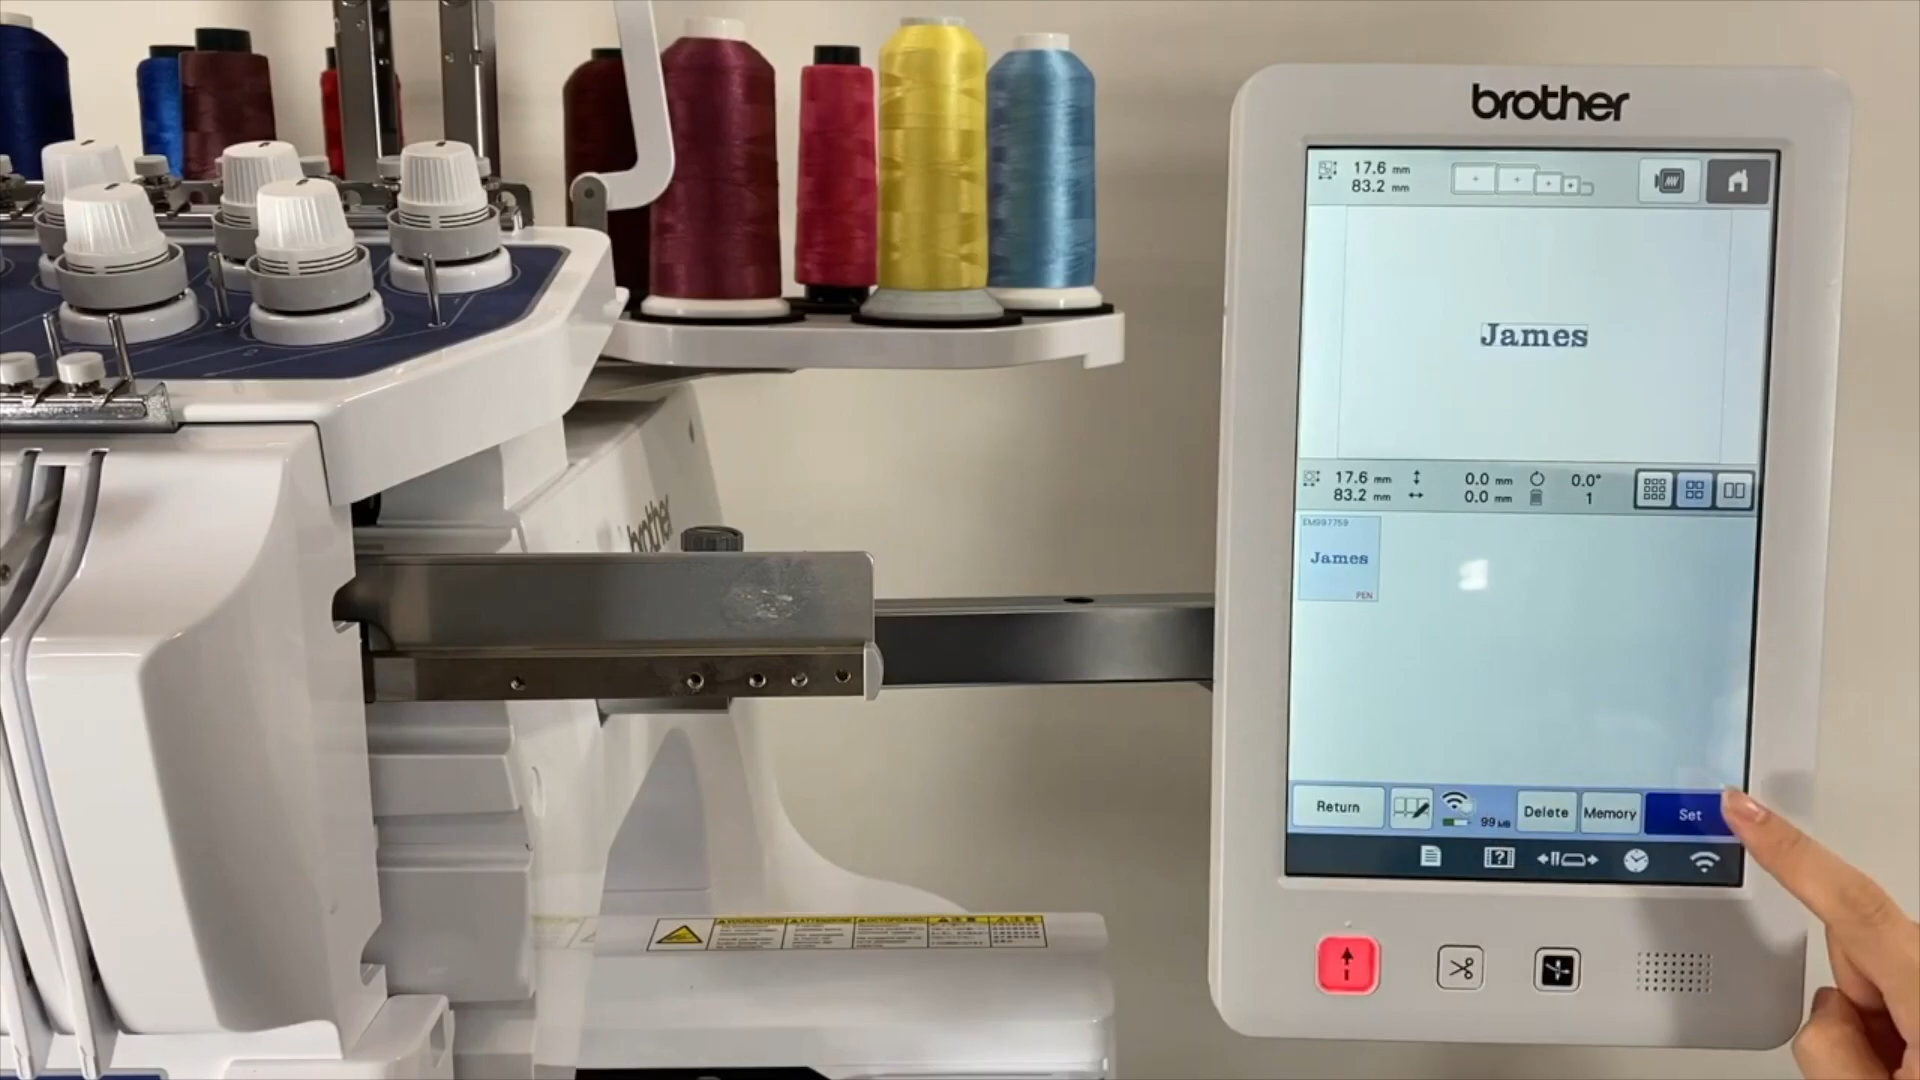 brother
17.6 mm
83.2 mm
James
17.6 mm 0.0 mm 0.0°
83.2 mm 0.0 mm 1
EM997759
James
PEN
Return 99 MB Delete Memory Set
brother